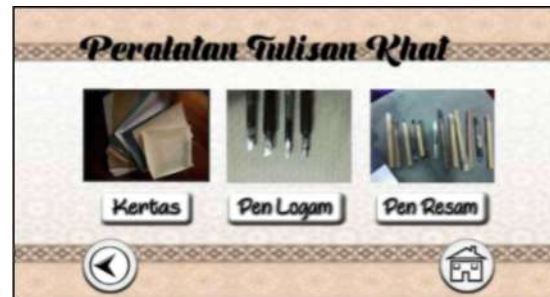 Peralatan Tulisan Khat
Kertas
Pen Logam
Pen Resam